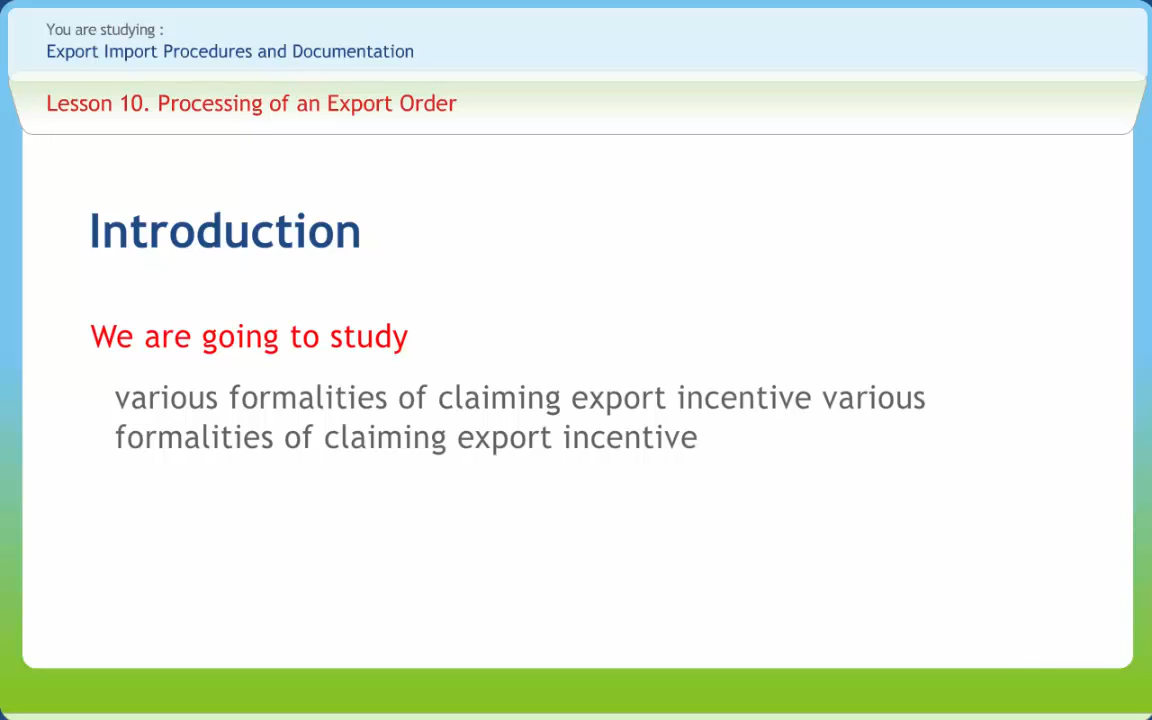 You are studying :
Export Import Procedures and Documentation
Lesson 10. Processing of an Export Order
Introduction
We are going to study
various formalities of claiming export incentive various
formalities of claiming export incentive